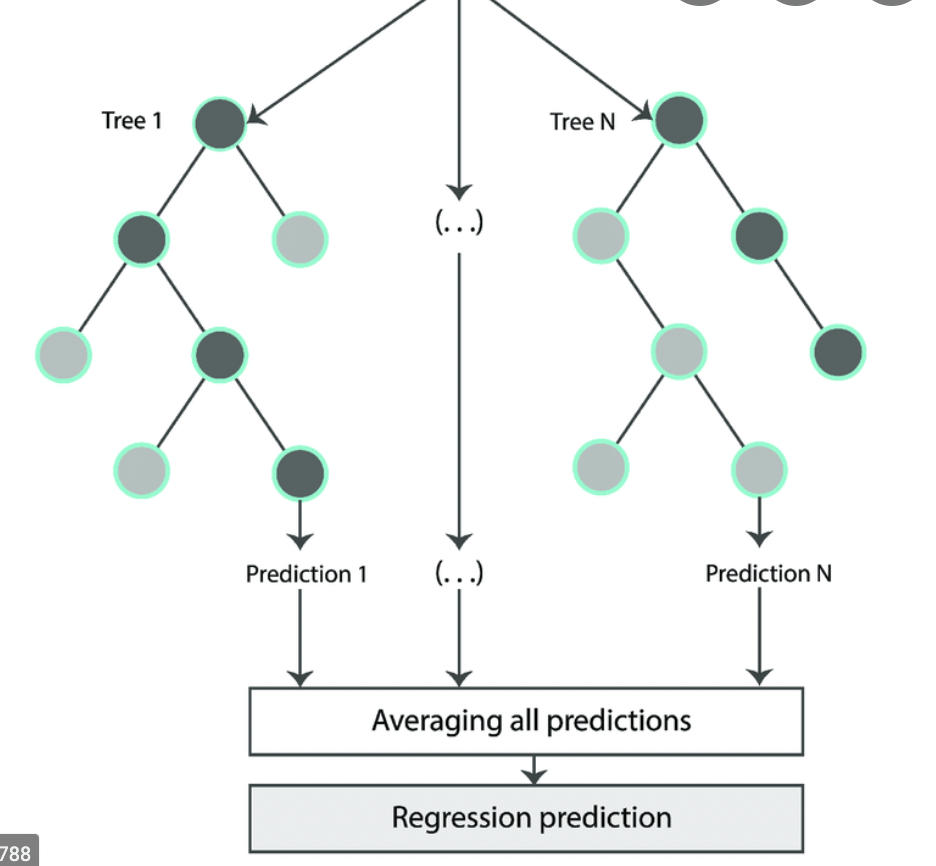 Tree 1
Tree N
(...)
Prediction 1
(...)
Prediction N
Averaging all predictions
Regression prediction
788